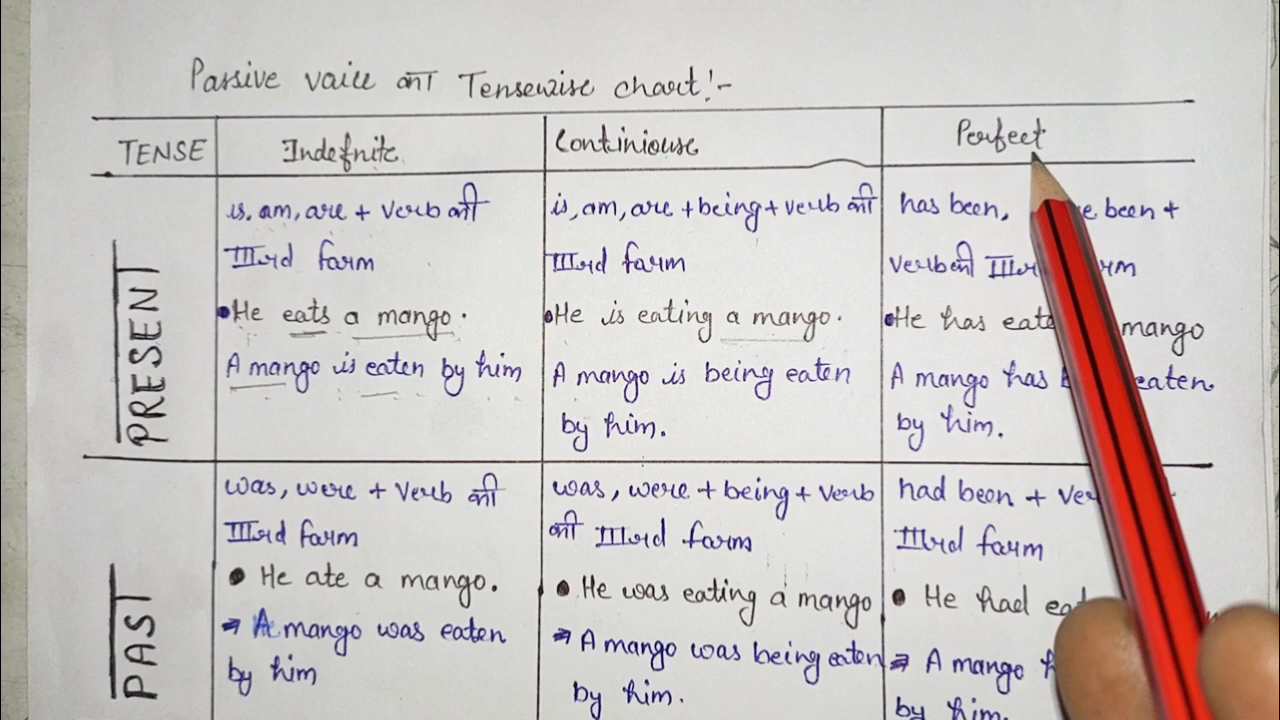 Passive vaice का Tensewise chart!-
TENSE
Indefnite
Continiouse
Perfect
PRESENT
is, am, are + verb की
IIIrd farm
•He eats a mango.
A mango is eaten by him
is, am, are +being+verb की
IIIrd farm
•He is eating a mango.
A mango is being eaten
by him.
has been, been +
verb की
•He has mango
A mango has eaten.
by him.
PAST
was, were + verb की
IIIrd farm
• He ate a mango.
→ A mango was eaten
by him
was, were + being + verb
की IIIrd farm
• He was eating a mango
→ A mango was being eaten
by him.
had been +
IIIrd farm
• He had
→ A mango
by him.